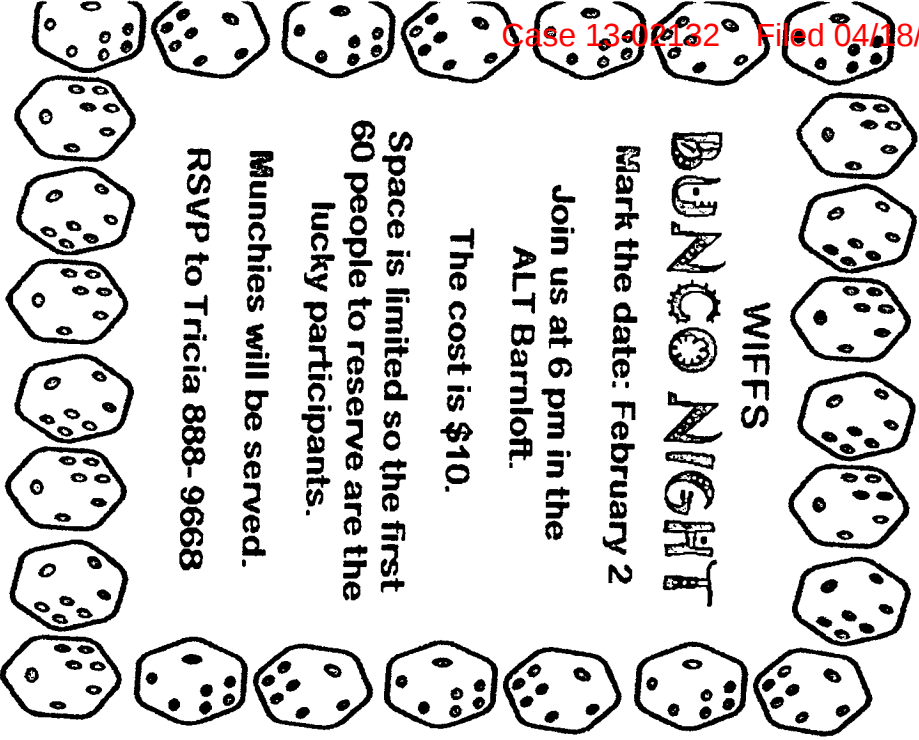 Case 13-02132 Filed 04/18/
WIFFS
BUNCO NIGHT
Mark the date: February 2
Join us at 6 pm in the
ALT Barnloft.
The cost is $10.
Space is limited so the first
60 people to reserve are the
lucky participants.
Munchies will be served.
RSVP to Tricia 888- 9668